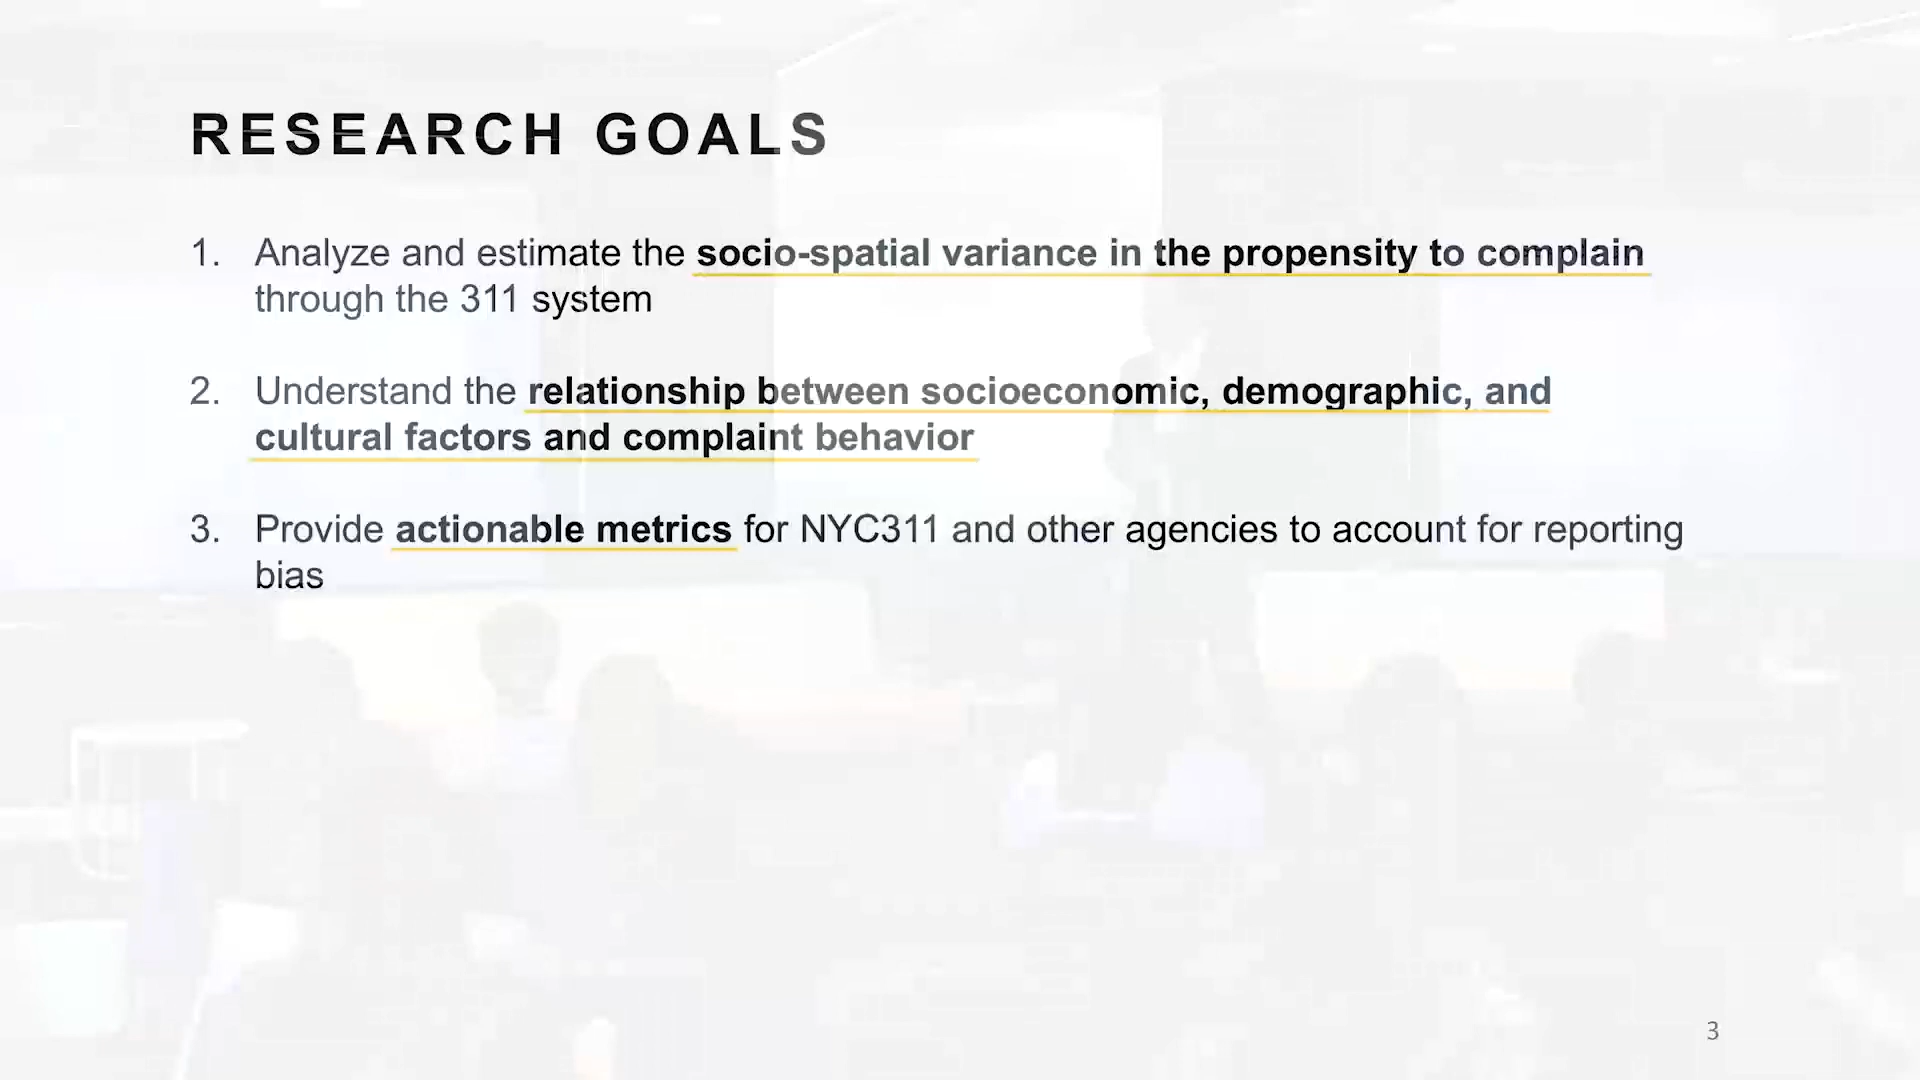 RESEARCH GOALS
1. Analyze and estimate the socio-spatial variance in the propensity to complain
through the 311 system
2. Understand the relationship between socioeconomic, demographic, and
cultural factors and complaint behavior
3. Provide actionable metrics for NYC311 and other agencies to account for reporting
bias
3